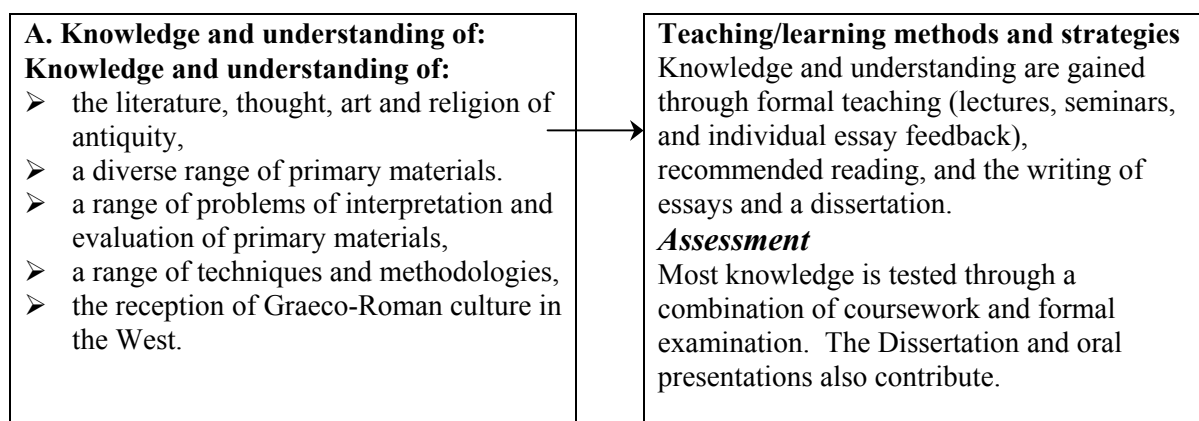 A. Knowledge and understanding of:
Knowledge and understanding of:
➢ the literature, thought, art and religion of
antiquity,
➢ a diverse range of primary materials.
➢ a range of problems of interpretation and
evaluation of primary materials,
➢ a range of techniques and methodologies,
➢ the reception of Graeco-Roman culture in
the West.
Teaching/learning methods and strategies
Knowledge and understanding are gained
through formal teaching (lectures, seminars,
and individual essay feedback),
recommended reading, and the writing of
essays and a dissertation.
Assessment
Most knowledge is tested through a
combination of coursework and formal
examination.  The Dissertation and oral
presentations also contribute.